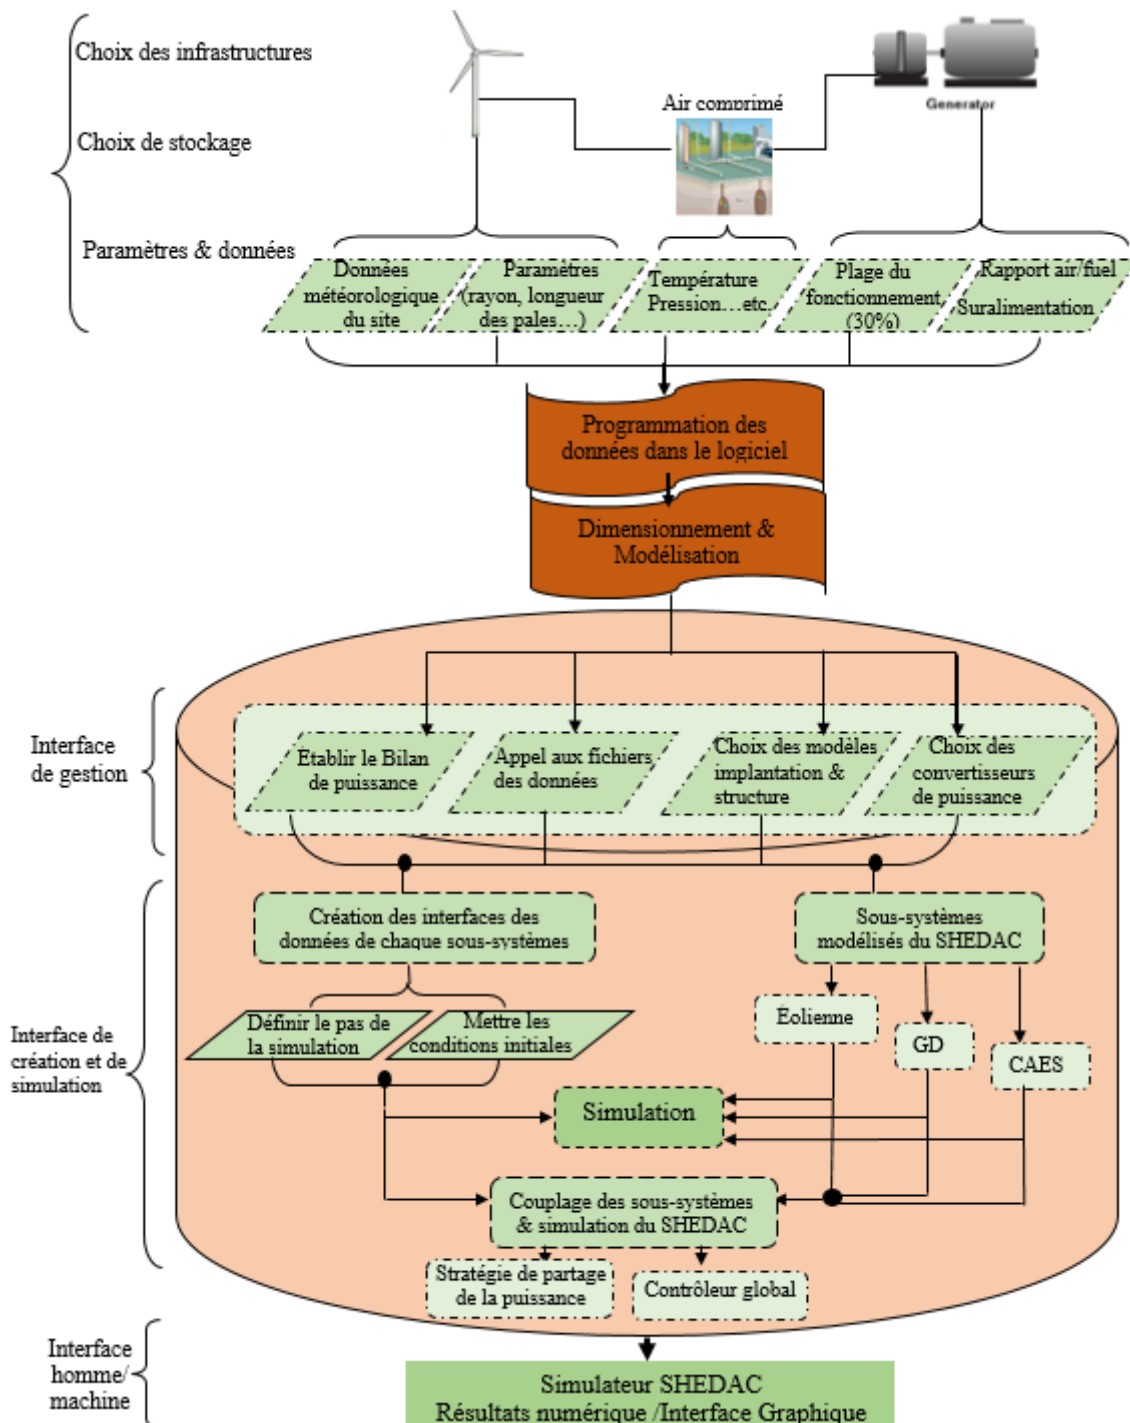 Choix des infrastructures
Air comprimé
Generator
Choix de stockage
Paramètres & données
Données
météorologique
du site
Paramètres
(rayon, longueur
des pales…)
Température
Pression…etc.
Plage du
fonctionnement
(30%)
Rapport air/fuel
Suralimentation
Programmation des
données dans le logiciel
Dimensionnement &
Modélisation
Interface
de gestion
Etablir le Bilan
de puissance
Appel aux fichiers
des données
Choix des modèles
implantation &
structure
Choix des
convertisseurs
de puissance
Interface de
création et de
simulation
Création des interfaces des
données de chaque sous-systèmes
Sous-systèmes
modélisés du SHEDAC
Définir le pas de
la simulation
Mettre les
conditions initiales
Éolienne
GD
CAES
Simulation
Couplage des sous-systèmes
& simulation du SHEDAC
Stratégie de partage
de la puissance
Contrôleur global
Interface
homme/
machine
Simulateur SHEDAC
Résultats numérique /Interface Graphique